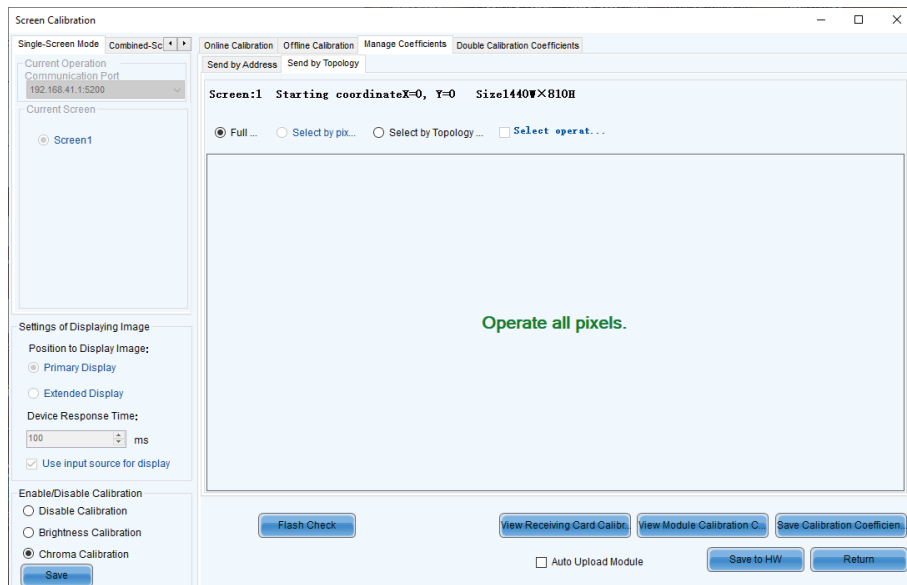 Screen Calibration
Single-Screen Mode
Combined-Sc
Current Operation
Communication Port
192.168.41.1:5200
Current Screen
Screen1
Settings of Displaying Image
Position to Display Image:
Primary Display
Extended Display
Device Response Time:
100
ms
Use input source for display
Enable/Disable Calibration
Disable Calibration
Brightness Calibration
Chroma Calibration
Save
Online Calibration
Offline Calibration
Manage Coefficients
Double Calibration Coefficients
Send by Address
Send by Topology
Screen:1 Starting coordinateX=0, Y=0 Size1440W×810H
Full ...
Select by pix...
Select by Topology ...
Select operat...
Operate all pixels.
Flash Check
View Receiving Card Calibr..
View Module Calibration C...
Save Calibration Coefficien...
Auto Upload Module
Save to HW
Return